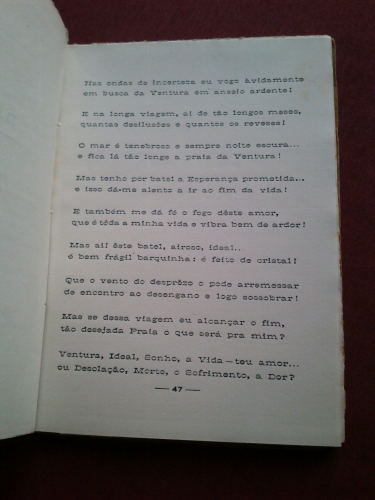 Nas ondas de incerteza eu vogo àvidamente
em busca da Ventura em anseio ardente!
E na longa viagem, ai de tão longos meses,
quantas desilusões e quantos os reveses!
O mar é tenebroso e sempre noite escura...
e fica lá tão longe a praia da Ventura!
Mas tenho por batel a Esperança prometida...
e isso dá-me alento a ir ao fim da vida!
E também me dá fé o fogo dêste amor,
que é tôda a minha vida e vibra bem de ardor!
Mas ai! êste batel, airoso, ideal...
é bem frágil barquinha: é feito de cristal!
Que o vento do desprêzo o pode arremessar
de encontro ao desengano e logo sossobrar!
Mas se dessa viagem eu alcançar o fim,
tão desejada Praia o que será pra mim?
Ventura, Ideal, Sonho, a Vida—teu amor...
ou Desolação, Morte, o Sofrimento, a Dor?
— 47 —